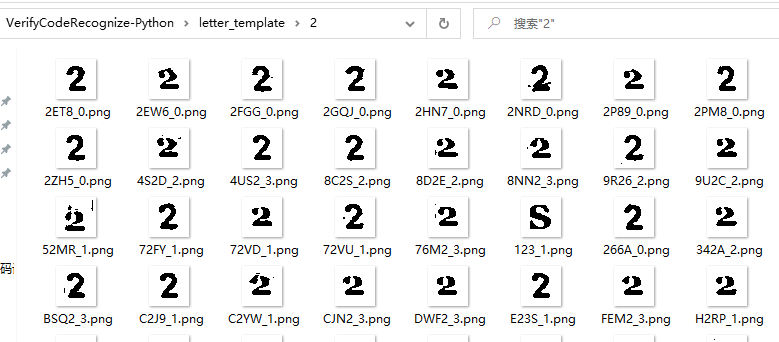 VerifyCodeRecognize-Python > letter_template > 2 搜索"2"
2 2 2 2 2 2 2 2
2ET8_0.png 2EW6_0.png 2FGG_0.png 2GQJ_0.png 2HN7_0.png 2NRD_0.png 2P89_0.png 2PM8_0.png
2 2 2 2 2 2 2 2
2ZH5_0.png 4S2D_2.png 4US2_3.png 8C2S_2.png 8D2E_2.png 8NN2_3.png 9R26_2.png 9U2C_2.png
2 2 2 2 2 S 2 2
52MR_1.png 72FY_1.png 72VD_1.png 72VU_1.png 76M2_3.png 123_1.png 266A_0.png 342A_2.png
码
2 2 2 2 2 2 2 2
BSQ2_3.png C2J9_1.png C2YW_1.png CJN2_3.png DWF2_3.png E23S_1.png FEM2_3.png H2RP_1.png